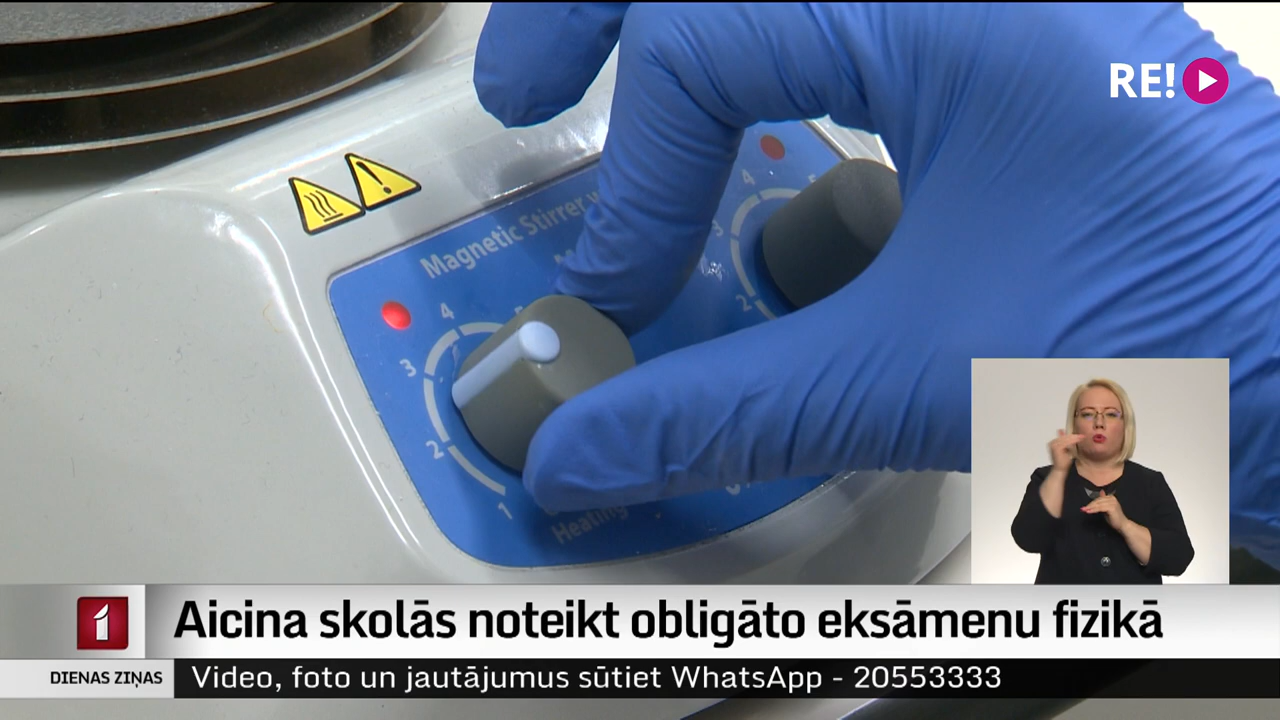 RE!
Magnetic Stirrer
4
3
2
1
Heating
4
3
2
1
Aicina skolās noteikt obligāto eksāmenu fizikā
DIENAS ZIŅAS
Video, foto un jautājumus sūtiet WhatsApp - 20553333